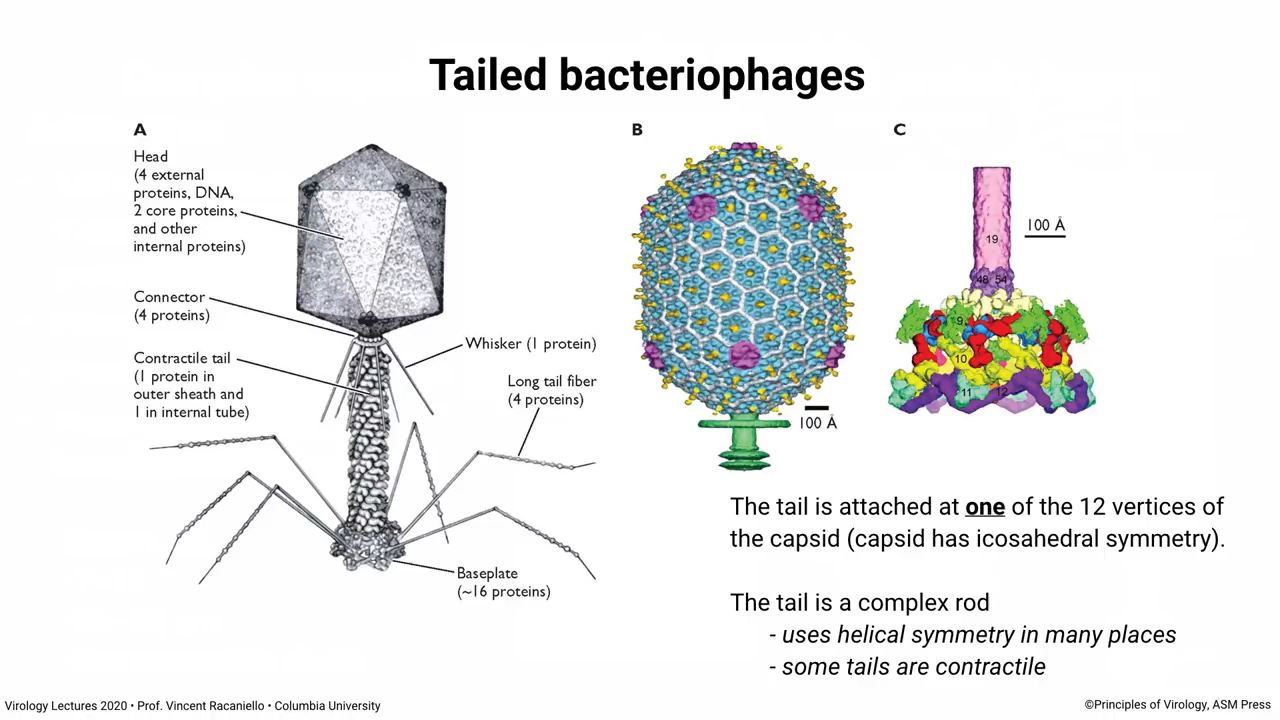 Tailed bacteriophages
A
Head
(4 external
proteins, DNA,
2 core proteins,
and other
internal proteins)
Connector
(4 proteins)
Contractile tail
(1 protein in
outer sheath and
1 in internal tube)
Whisker (1 protein)
Long tail fiber
(4 proteins)
Baseplate
(~16 proteins)
B
100 Å
C
100 Å
19
48 54
9
7
10
11
12
The tail is attached at one of the 12 vertices of
the capsid (capsid has icosahedral symmetry).
The tail is a complex rod
- uses helical symmetry in many places
- some tails are contractile
Virology Lectures 2020 • Prof. Vincent Racaniello • Columbia University
©Principles of Virology, ASM Press